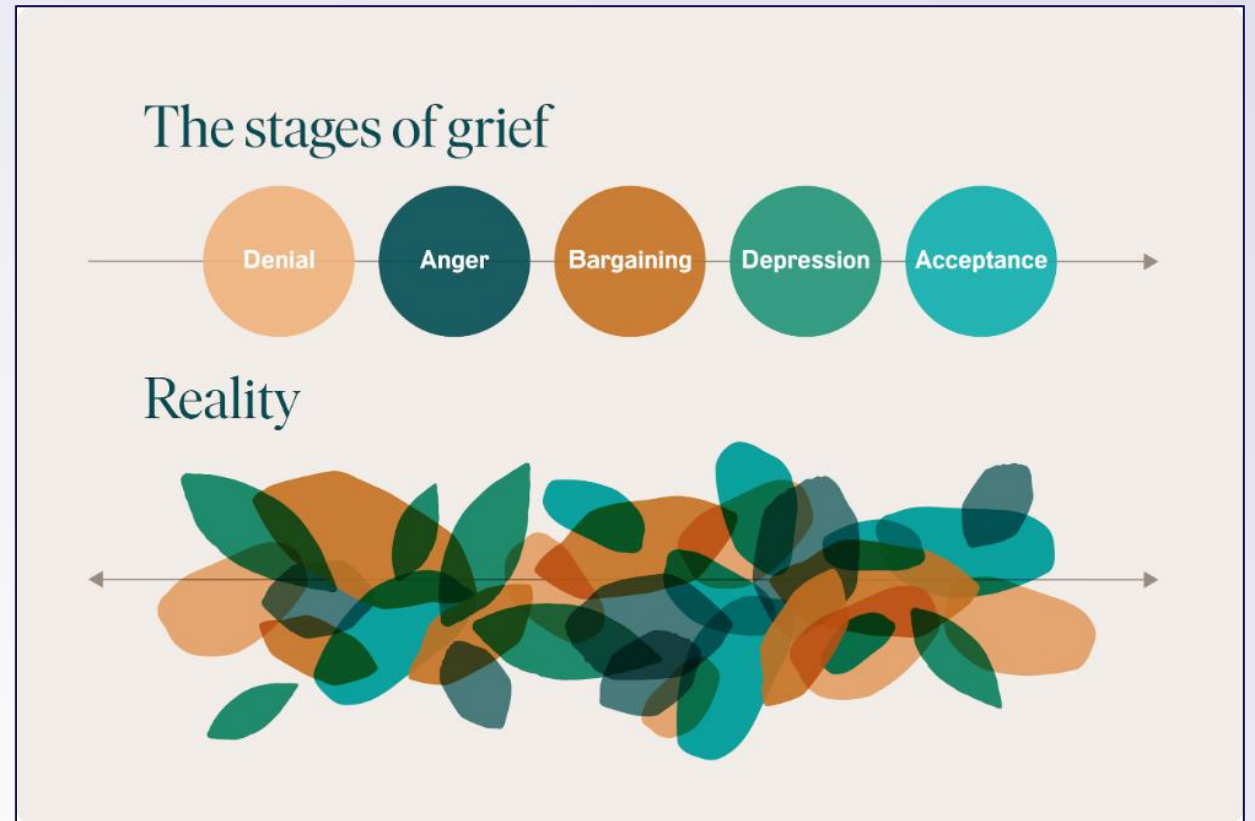 The stages of grief
Denial Anger Bargaining Depression Acceptance
Reality